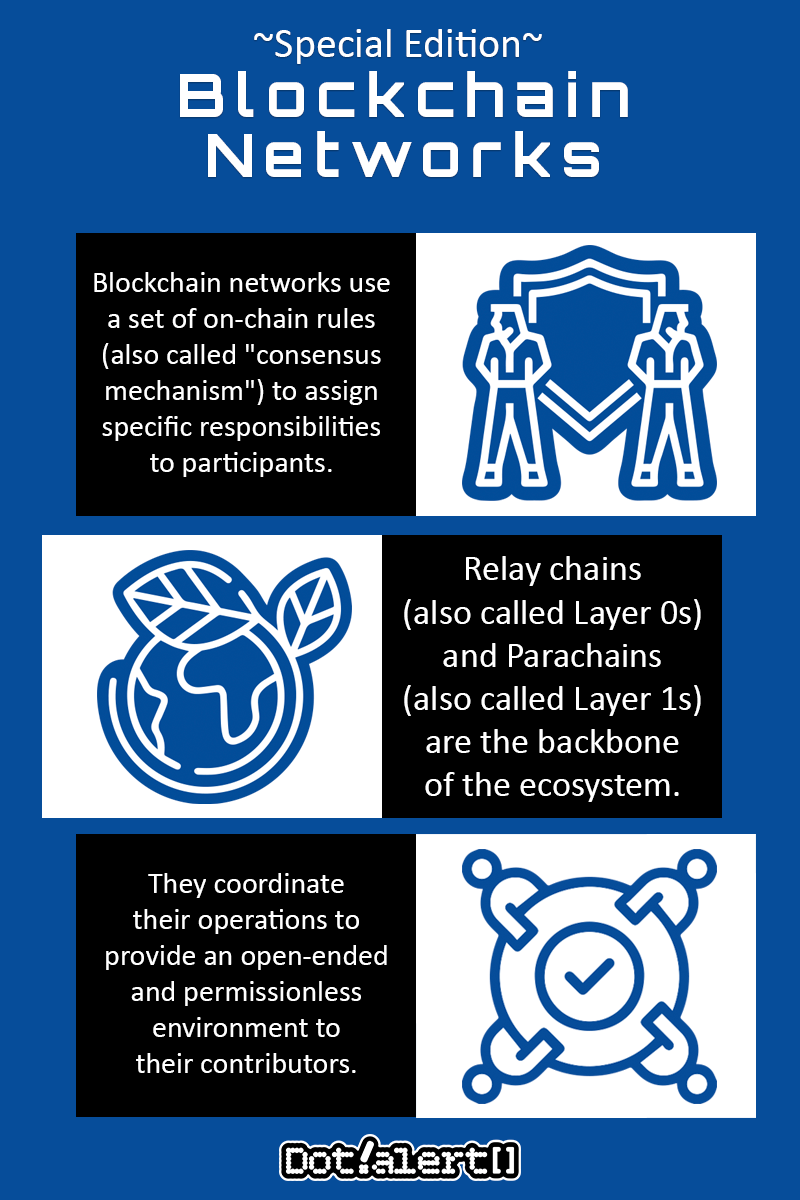 ~Special Edition~
Blockchain
Networks
Blockchain networks use
a set of on-chain rules
(also called "consensus
mechanism") to assign
specific responsibilities
to participants.
Relay chains
(also called Layer 0s)
and Parachains
(also called Layer 1s)
are the backbone
of the ecosystem.
They coordinate
their operations to
provide an open-ended
and permissionless
environment to
their contributors.
Dot!alert[]